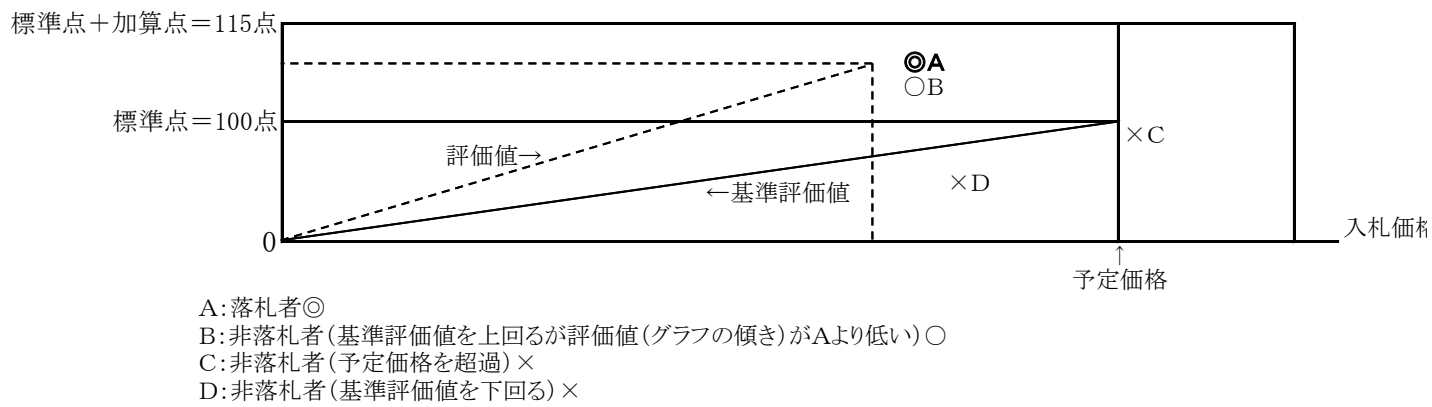 標準点＋加算点＝115点
◎A
○B
標準点＝100点
×C
評価値→
×D
←基準評価値
0
入札価格
↑
予定価格
A:落札者◎
B:非落札者(基準評価値を上回るが評価値(グラフの傾き)がAより低い)○
C:非落札者(予定価格を超過)×
D:非落札者(基準評価値を下回る)×